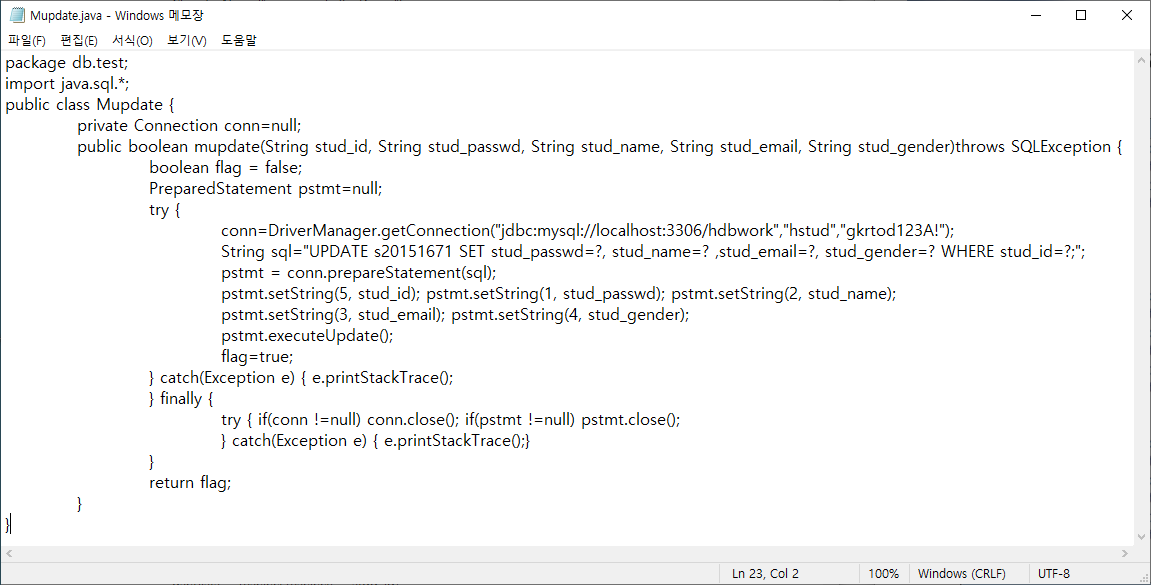 Mupdate.java - Windows 메모장
파일(F) 편집(E) 서식(O) 보기(V) 도움말
package db.test;
import java.sql.*;
public class Mupdate {
private Connection conn=null;
public boolean mupdate(String stud_id, String stud_passwd, String stud_name, String stud_email, String stud_gender)throws SQLException {
boolean flag = false;
PreparedStatement pstmt=null;
try {
conn=DriverManager.getConnection("jdbc:mysql://localhost:3306/hdbwork","hstud","gkrtod123A!");
String sql="UPDATE s20151671 SET stud_passwd=?, stud_name=? ,stud_email=?, stud_gender=? WHERE stud_id=?;";
pstmt = conn.prepareStatement(sql);
pstmt.setString(5, stud_id); pstmt.setString(1, stud_passwd); pstmt.setString(2, stud_name);
pstmt.setString(3, stud_email); pstmt.setString(4, stud_gender);
pstmt.executeUpdate();
flag=true;
} catch(Exception e) { e.printStackTrace();
} finally {
try { if(conn !=null) conn.close(); if(pstmt !=null) pstmt.close();
} catch(Exception e) { e.printStackTrace();}
}
return flag;
}
}
Ln 23, Col 2 100% Windows (CRLF) UTF-8